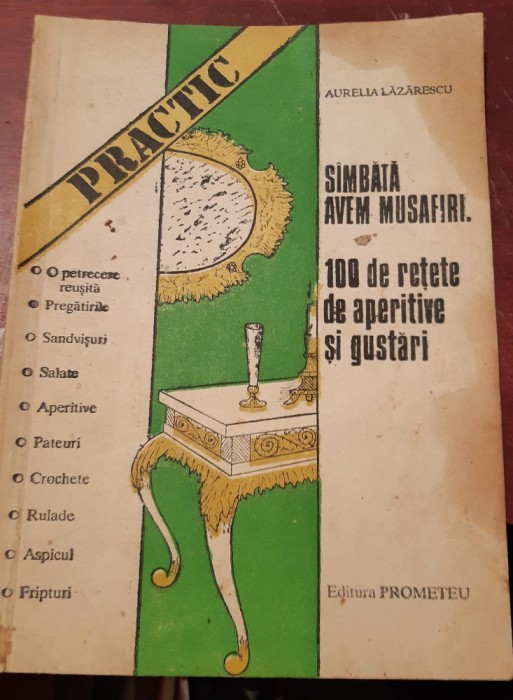 PRACTIC
AURELIA LĂZĂRESCU
SÎMBĂTĂ
AVEM MUSAFIRI.
100 de rețete
de aperitive
și gustări
O petrecere
reușită
Pregătirile
Sandvișuri
Salate
Aperitive
Pateuri
Crochete
Rulade
Aspicul
Fripturi
Editura PROMETEU